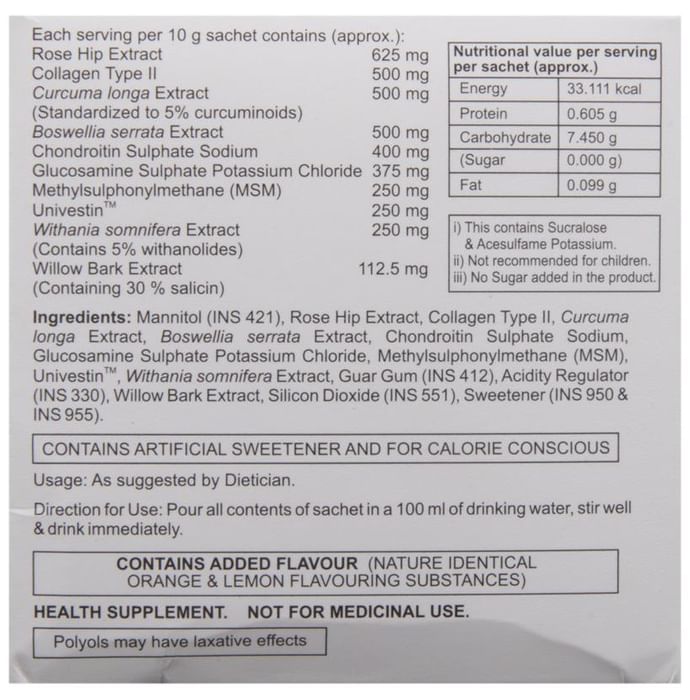 Each serving per 10 g sachet contains (approx.):
Rose Hip Extract 625 mg
Collagen Type II 500 mg
Curcuma longa Extract 500 mg
(Standardized to 5% curcuminoids)
Boswellia serrata Extract 500 mg
Chondroitin Sulphate Sodium 400 mg
Glucosamine Sulphate Potassium Chloride 375 mg
Methylsulphonylmethane (MSM) 250 mg
Univestin™ 250 mg
Withania somnifera Extract 250 mg
(Contains 5% withanolides)
Willow Bark Extract 112.5 mg
(Containing 30 % salicin)
Nutritional value per serving
per sachet (approx.)
Energy 33.111 kcal
Protein 0.605 g
Carbohydrate 7.450 g
(Sugar 0.000 g)
Fat 0.099 g
i) This contains Sucralose
& Acesulfame Potassium.
ii) Not recommended for children.
iii) No Sugar added in the product.
Ingredients: Mannitol (INS 421), Rose Hip Extract, Collagen Type II, Curcuma
longa Extract, Boswellia serrata Extract, Chondroitin Sulphate Sodium,
Glucosamine Sulphate Potassium Chloride, Methylsulphonylmethane (MSM),
Univestin™, Withania somnifera Extract, Guar Gum (INS 412), Acidity Regulator
(INS 330), Willow Bark Extract, Silicon Dioxide (INS 551), Sweetener (INS 950 &
INS 955).
CONTAINS ARTIFICIAL SWEETENER AND FOR CALORIE CONSCIOUS
Usage: As suggested by Dietician.
Direction for Use: Pour all contents of sachet in a 100 ml of drinking water, stir well
& drink immediately.
CONTAINS ADDED FLAVOUR (NATURE IDENTICAL
ORANGE & LEMON FLAVOURING SUBSTANCES)
HEALTH SUPPLEMENT. NOT FOR MEDICINAL USE.
Polyols may have laxative effects